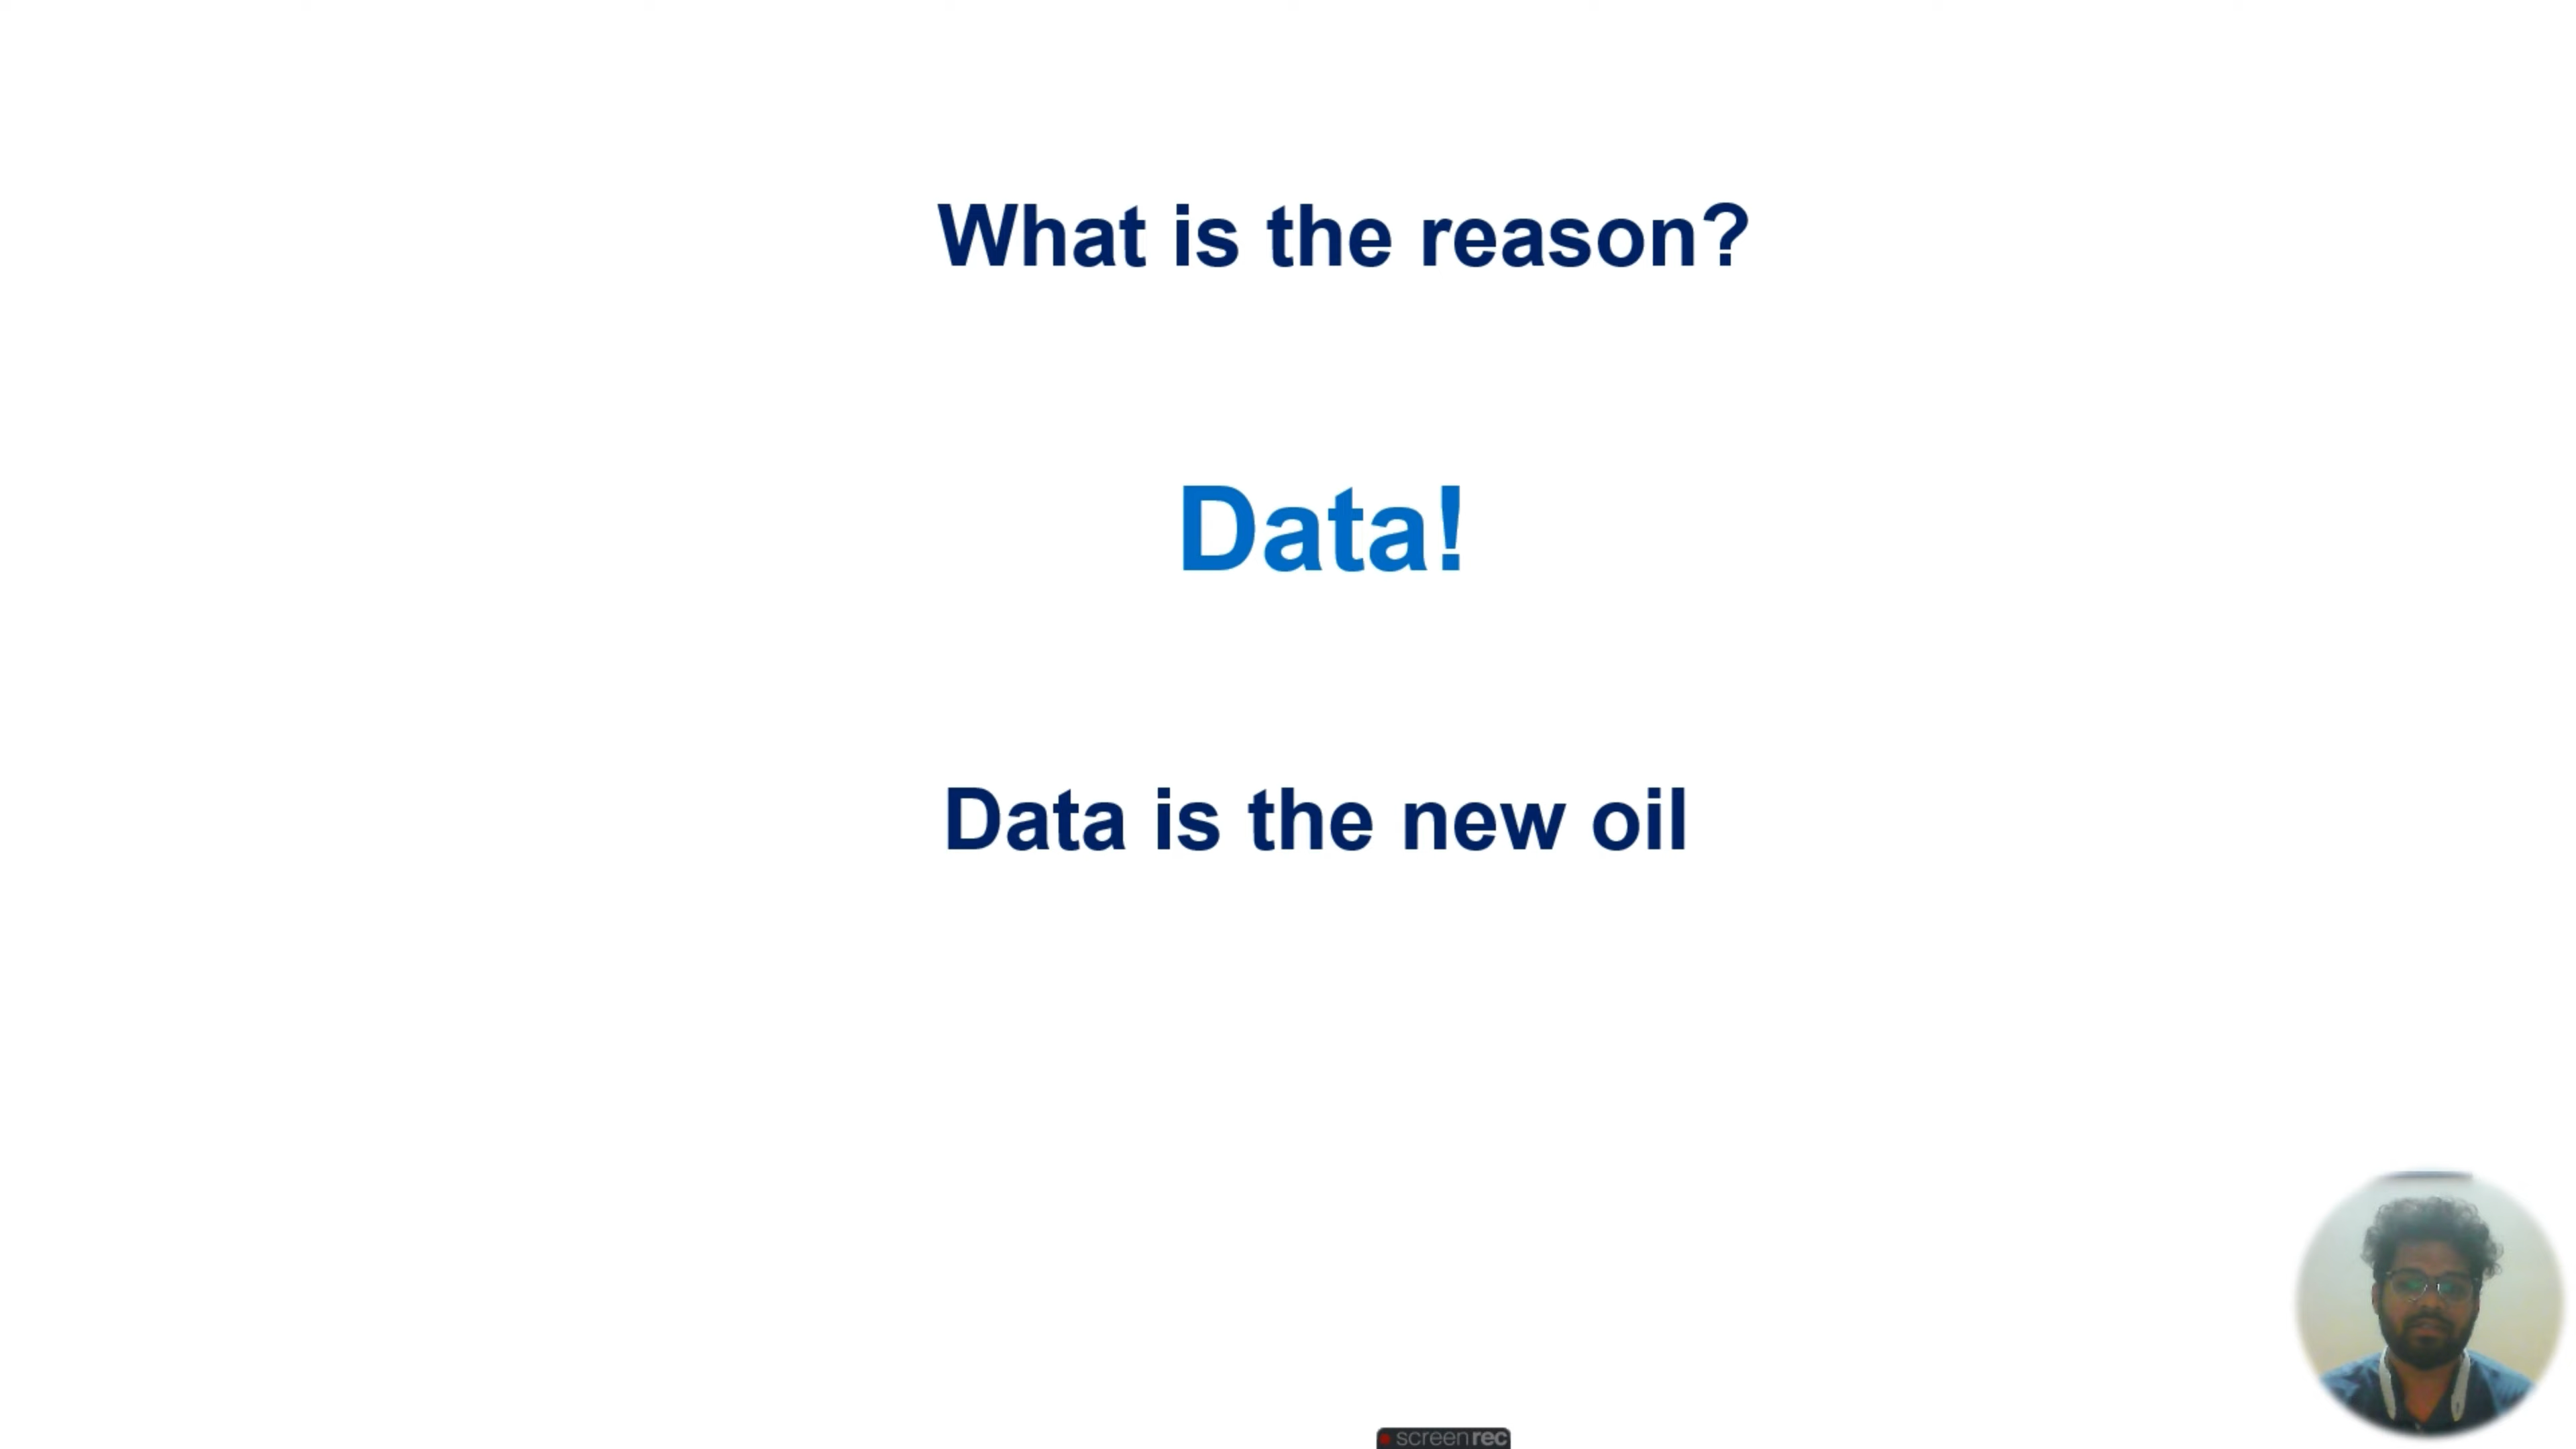 What is the reason?
Data!
Data is the new oil
screenrec